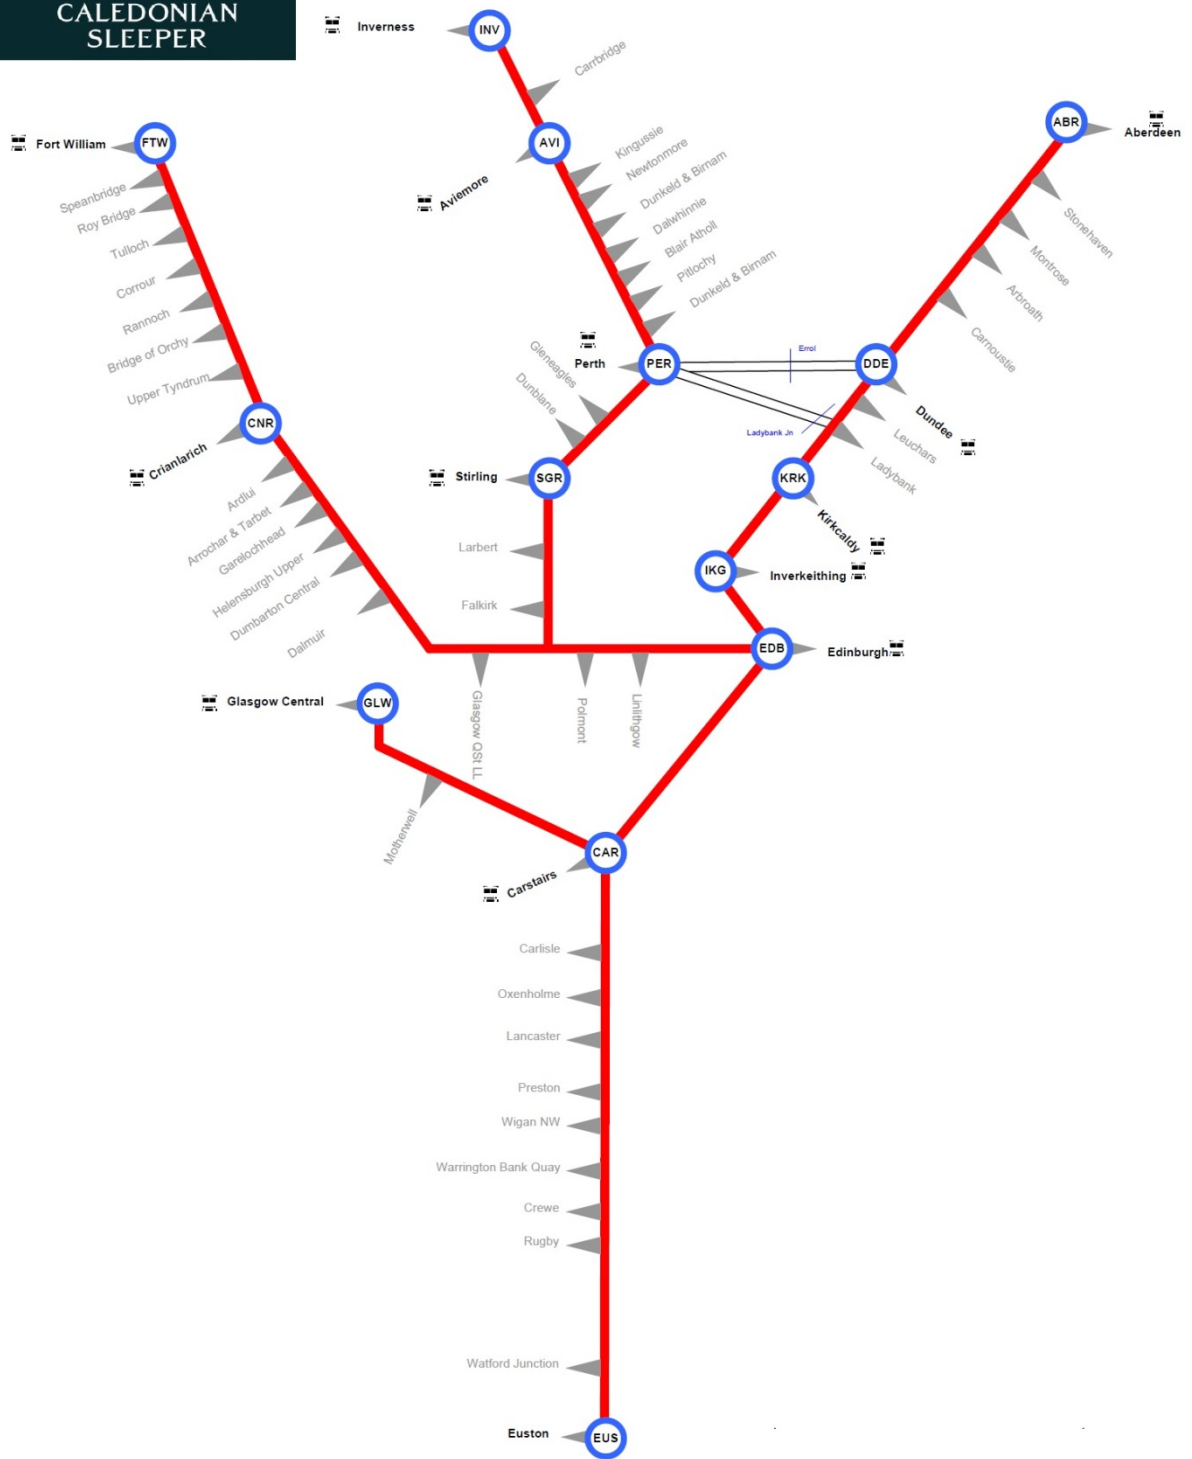 CALEDONIAN
SLEEPER
Inverness
INV
Carrbridge
Fort William
FTW
AVI
Aviemore
ABR
Aberdeen
Speanbridge
Roy Bridge
Tulloch
Corrour
Rannoch
Bridge of Orchy
Upper Tyndrum
Kingussie
Newtonmore
Dunkeld & Birnam
Dalwhinnie
Blair Atholl
Pitlochy
Dunkeld & Birnam
Stonehaven
Montrose
Arbroath
Carnoustie
Perth
PER
Errol
DDE
Dundee
Gleneagles
Dunblane
Ladybank Jn
Leuchars
Ladybank
CNR
Crianlarich
Stirling
SGR
KRK
Kirkcaldy
Ardlui
Arrochar & Tarbet
Garelochhead
Helensburgh Upper
Dumbarton Central
Dalmuir
Larbert
Falkirk
IKG
Inverkeithing
EDB
Edinburgh
Glasgow QSt LL
Polmont
Linlithgow
Glasgow Central
GLW
Motherwell
CAR
Carstairs
Carlisle
Oxenholme
Lancaster
Preston
Wigan NW
Warrington Bank Quay
Crewe
Rugby
Watford Junction
Euston
EUS